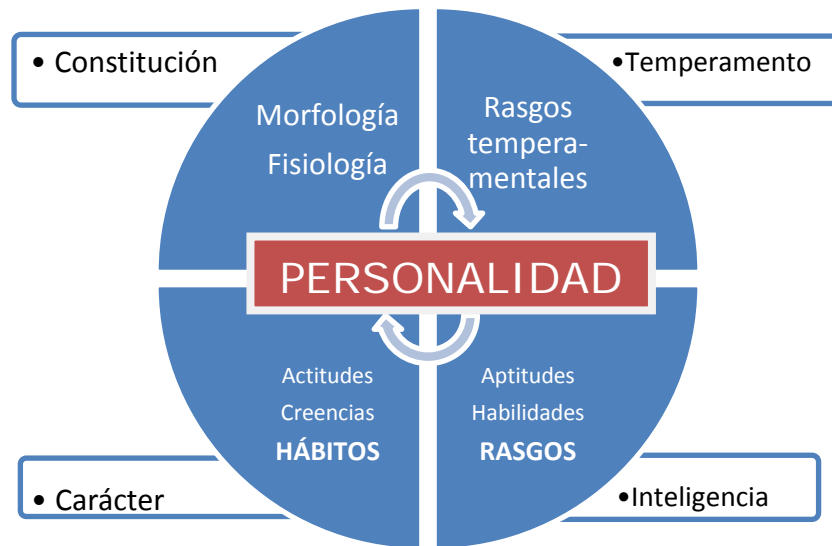 • Constitución
•Temperamento
Morfología
Fisiología
Rasgos
tempera-
mentales
PERSONALIDAD
Actitudes
Creencias
HÁBITOS
Aptitudes
Habilidades
RASGOS
• Carácter
•Inteligencia